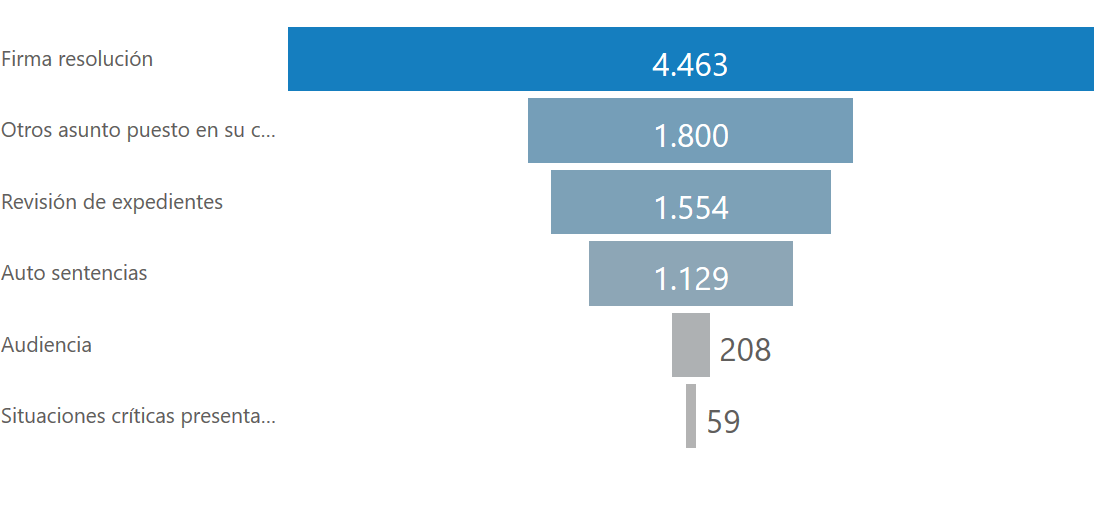 Firma resolución
4.463
Otros asunto puesto en su c...
1.800
Revisión de expedientes
1.554
Auto sentencias
1.129
Audiencia
208
Situaciones críticas presenta...
59